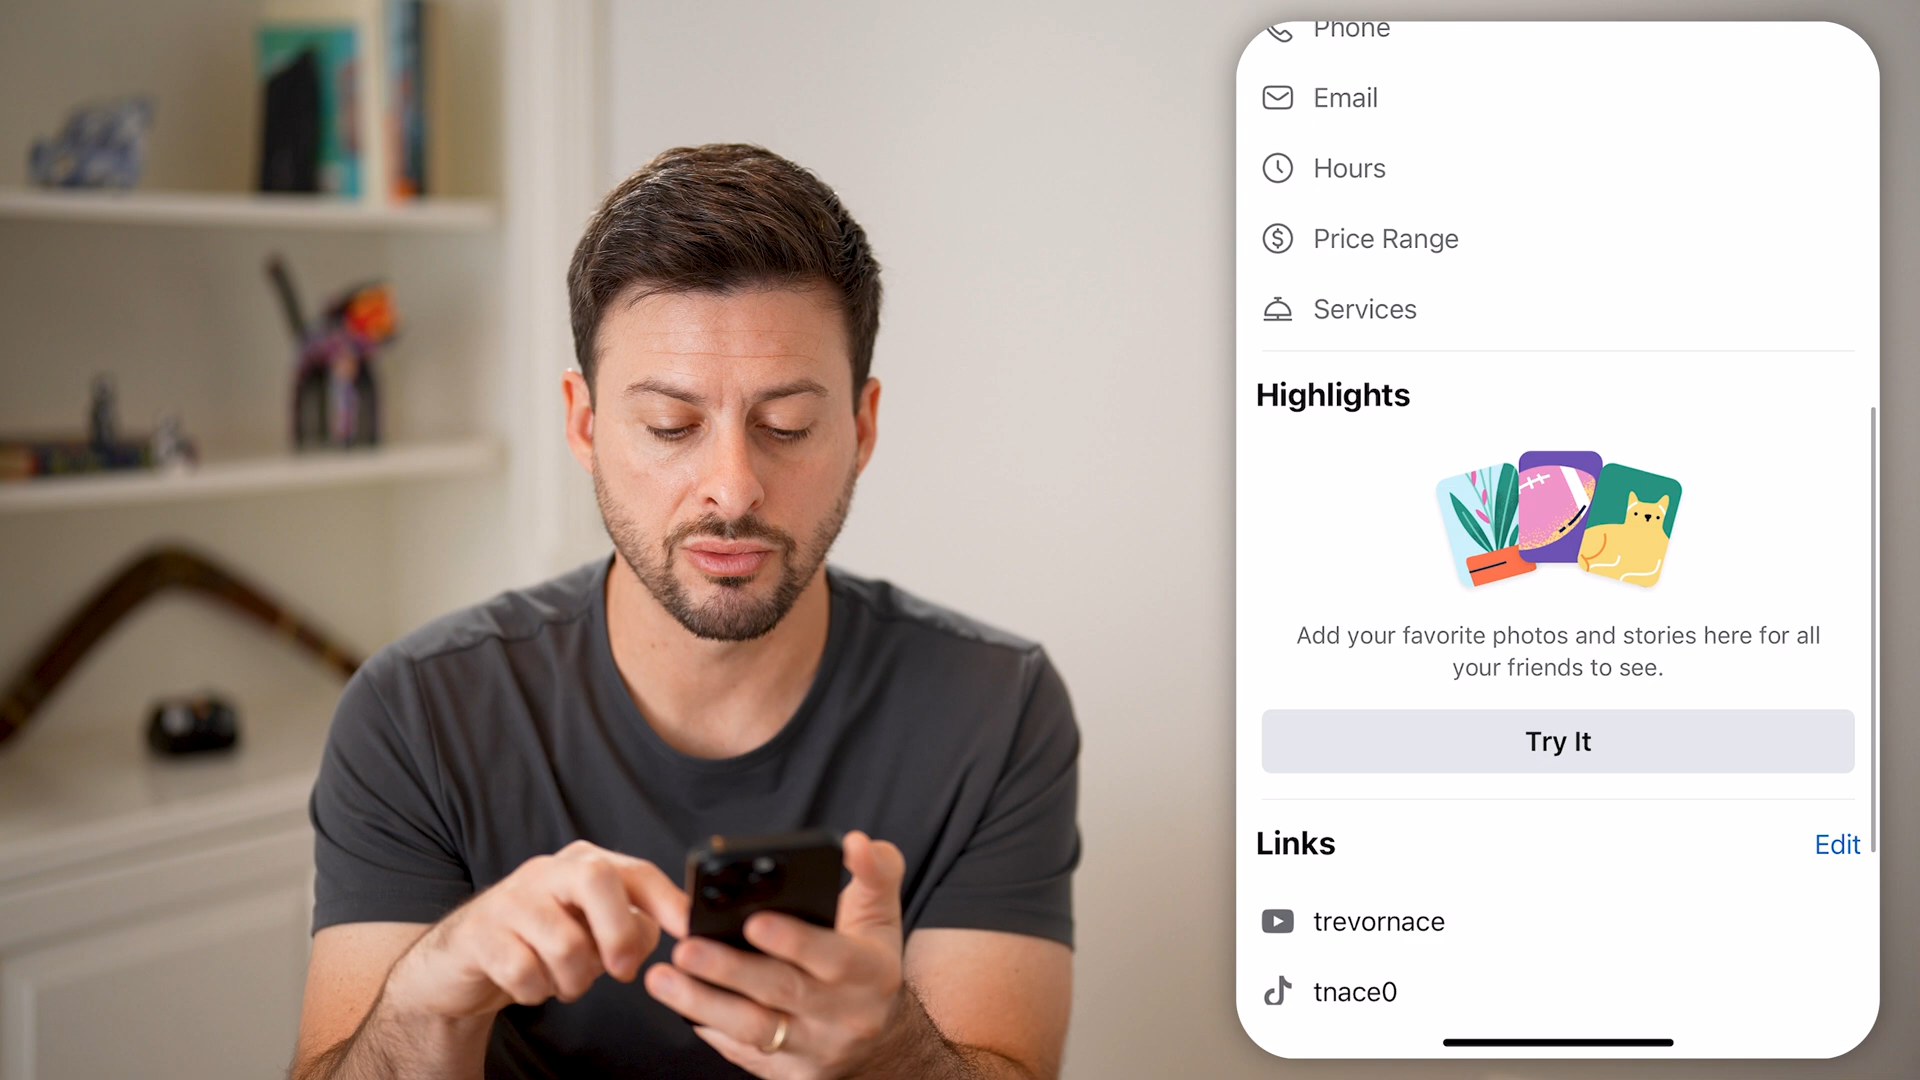 Phone
Email
Hours
Price Range
Services
Highlights
Add your favorite photos and stories here for all
your friends to see.
Try It
Links
Edit
trevornace
tnace0